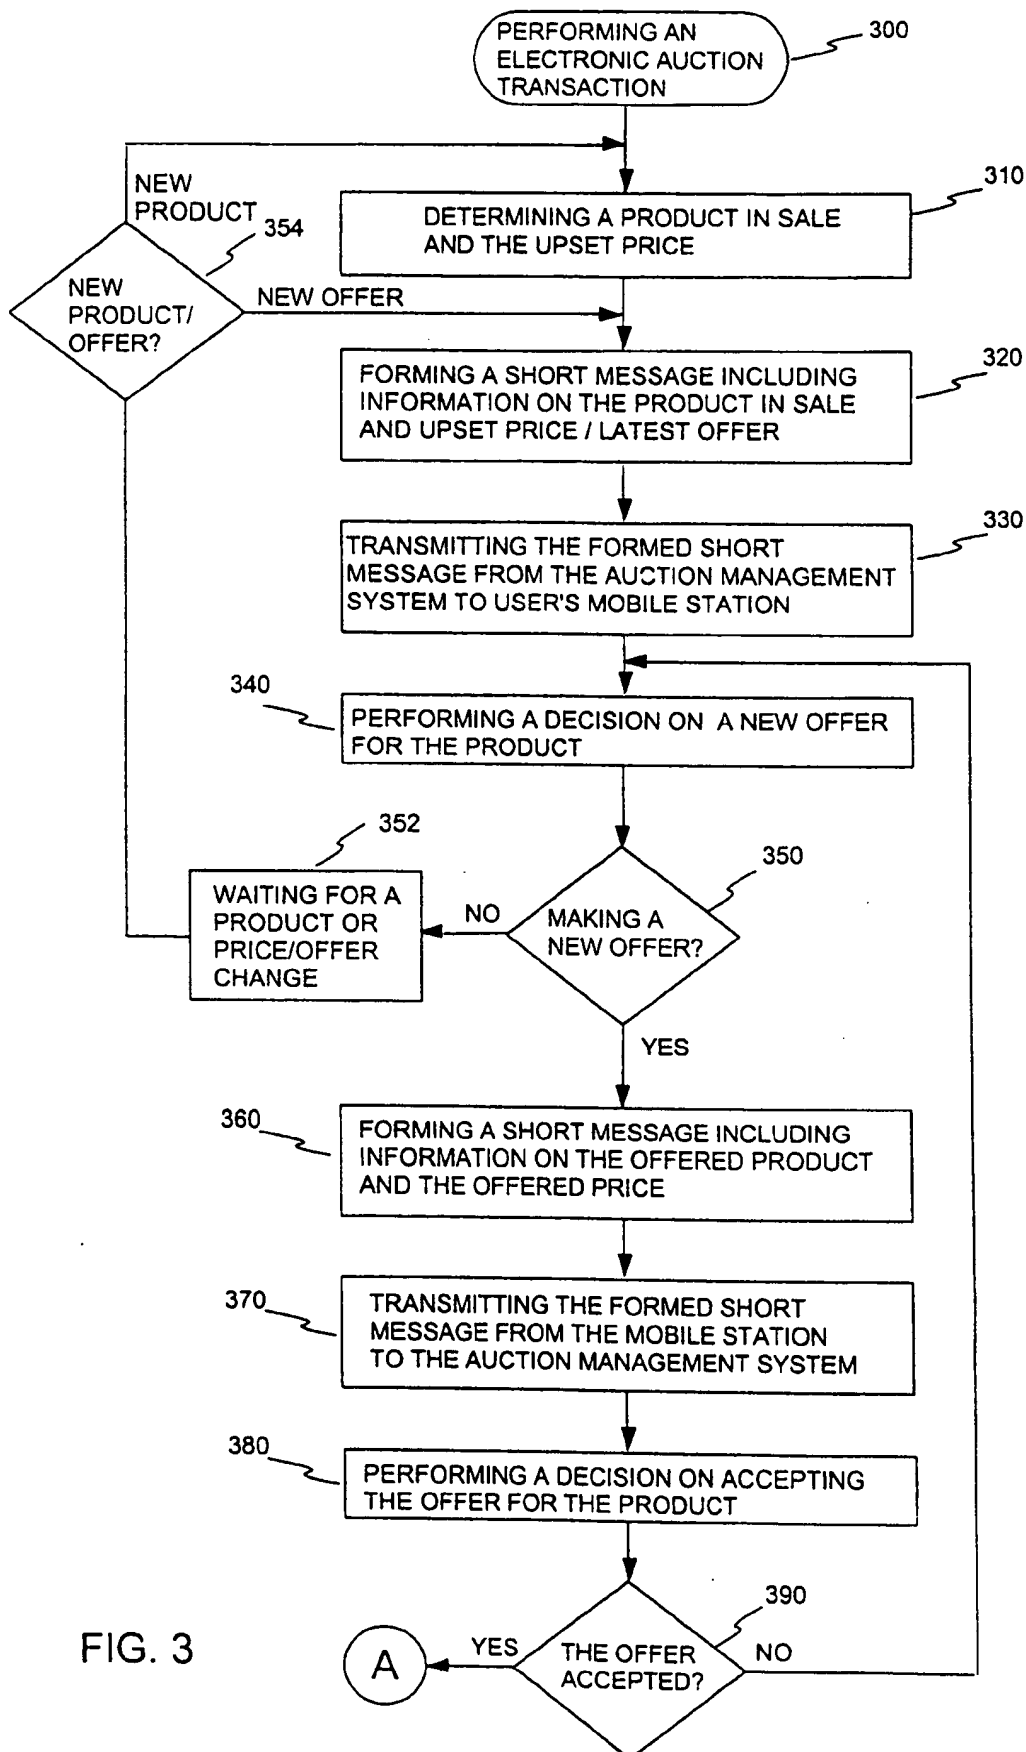 PERFORMING AN
ELECTRONIC AUCTION
TRANSACTION
300
NEW
PRODUCT
354
310
DETERMINING A PRODUCT IN SALE
AND THE UPSET PRICE
NEW
PRODUCT/
OFFER?
NEW OFFER
320
FORMING A SHORT MESSAGE INCLUDING
INFORMATION ON THE PRODUCT IN SALE
AND UPSET PRICE / LATEST OFFER
330
TRANSMITTING THE FORMED SHORT
MESSAGE FROM THE AUCTION MANAGEMENT
SYSTEM TO USER'S MOBILE STATION
340
PERFORMING A DECISION ON A NEW OFFER
FOR THE PRODUCT
352
WAITING FOR A
PRODUCT OR
PRICE/OFFER
CHANGE
NO
350
MAKING A
NEW OFFER?
YES
360
FORMING A SHORT MESSAGE INCLUDING
INFORMATION ON THE OFFERED PRODUCT
AND THE OFFERED PRICE
370
TRANSMITTING THE FORMED SHORT
MESSAGE FROM THE MOBILE STATION
TO THE AUCTION MANAGEMENT SYSTEM
380
PERFORMING A DECISION ON ACCEPTING
THE OFFER FOR THE PRODUCT
390
THE OFFER
ACCEPTED?
YES
NO
A
FIG. 3